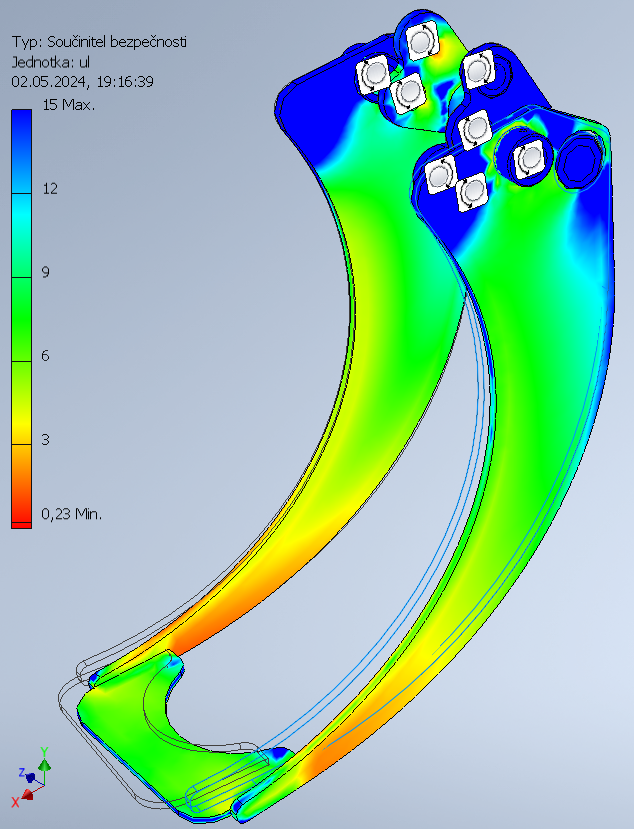 Typ: Součinitel bezpečnosti
Jednotka: ul
02.05.2024, 19:16:39
15 Max.
12
9
6
3
0,23 Min.
Y
Z
X